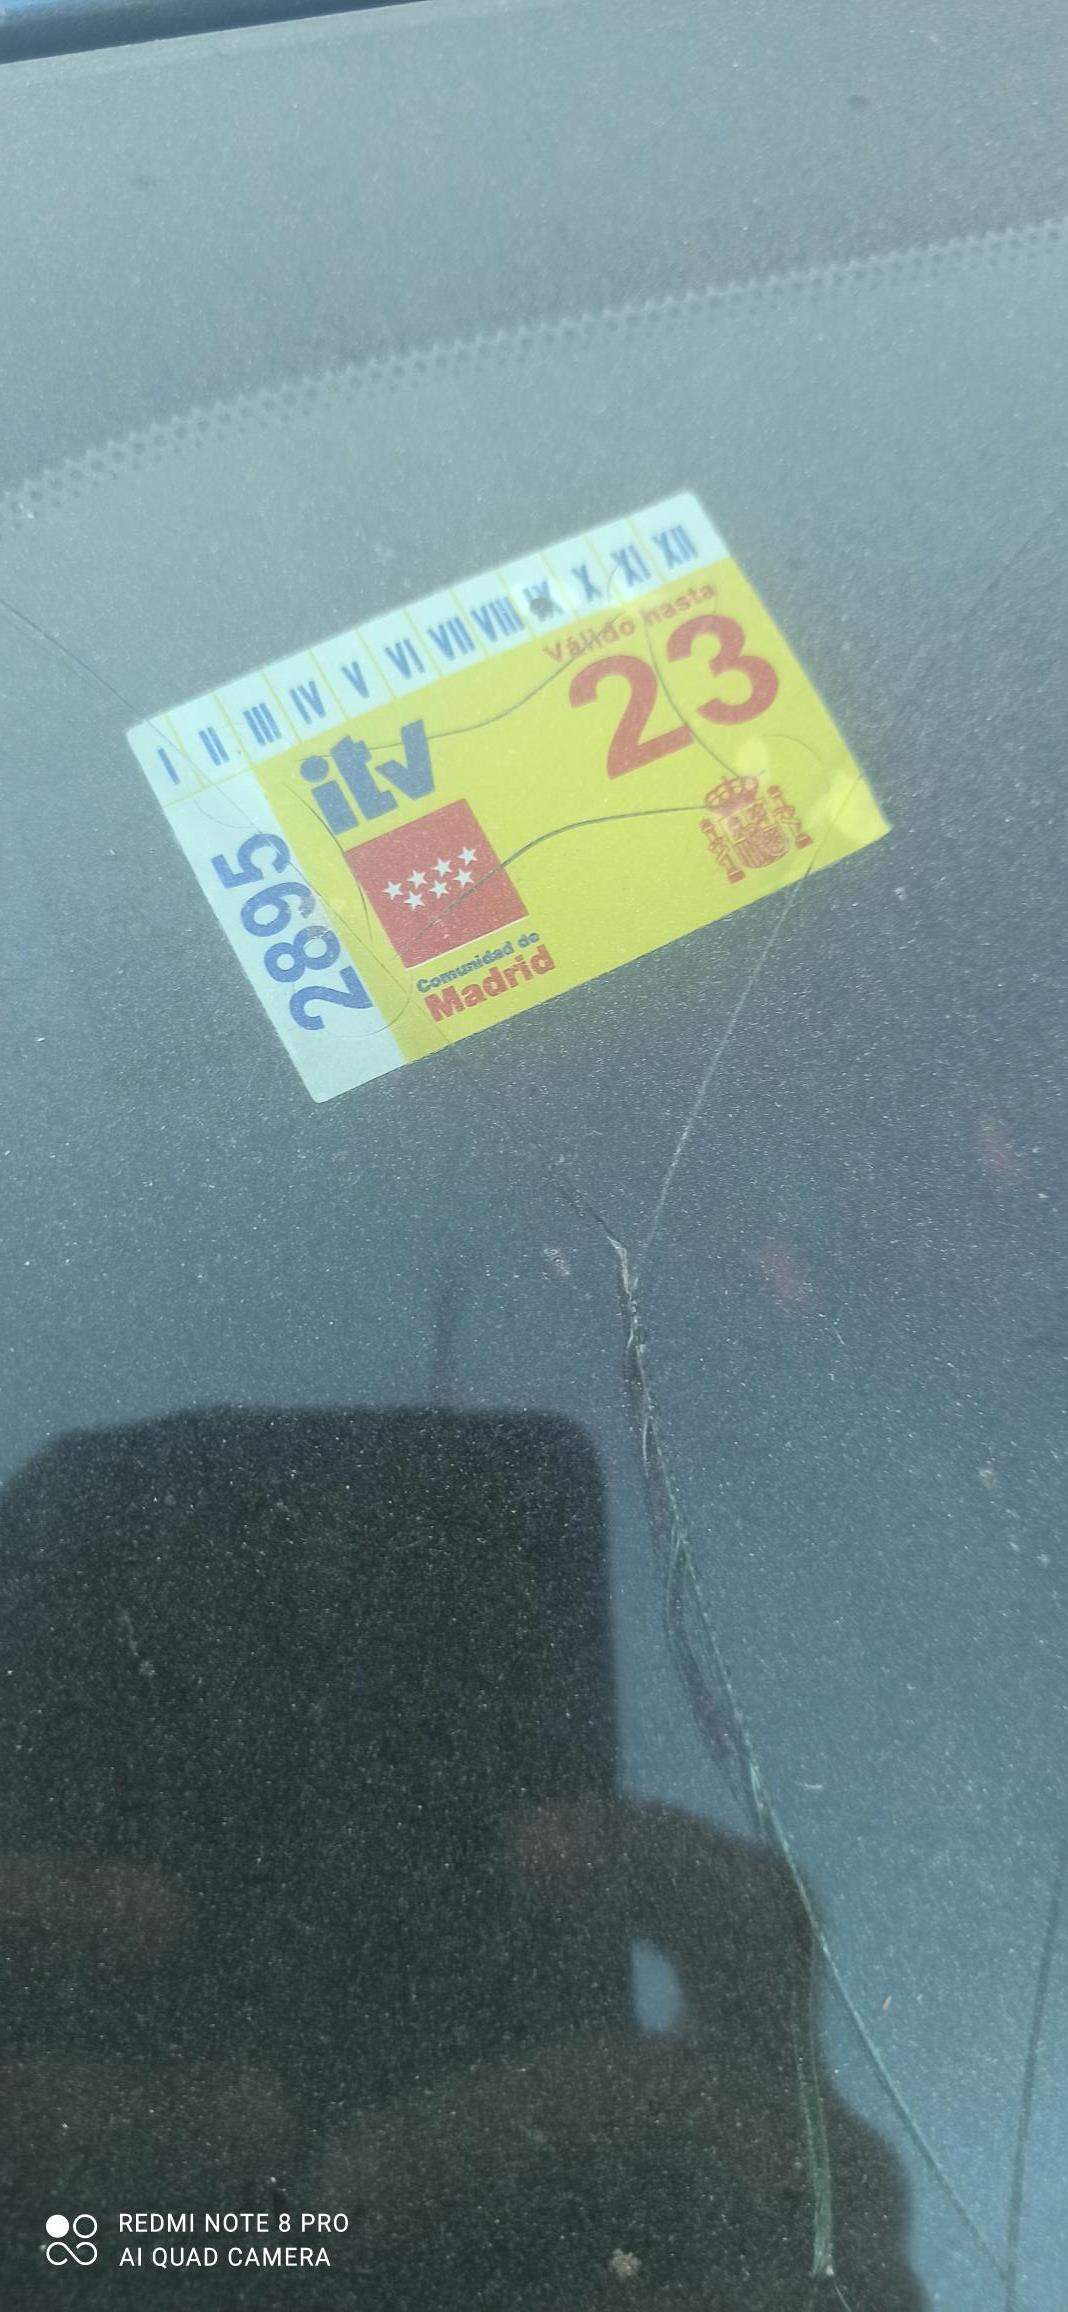 I II III IV V VI VII VIII IX X XI XII
Válido hasta
23
itv
2895
Comunidad de
Madrid
REDMI NOTE 8 PRO
AI QUAD CAMERA